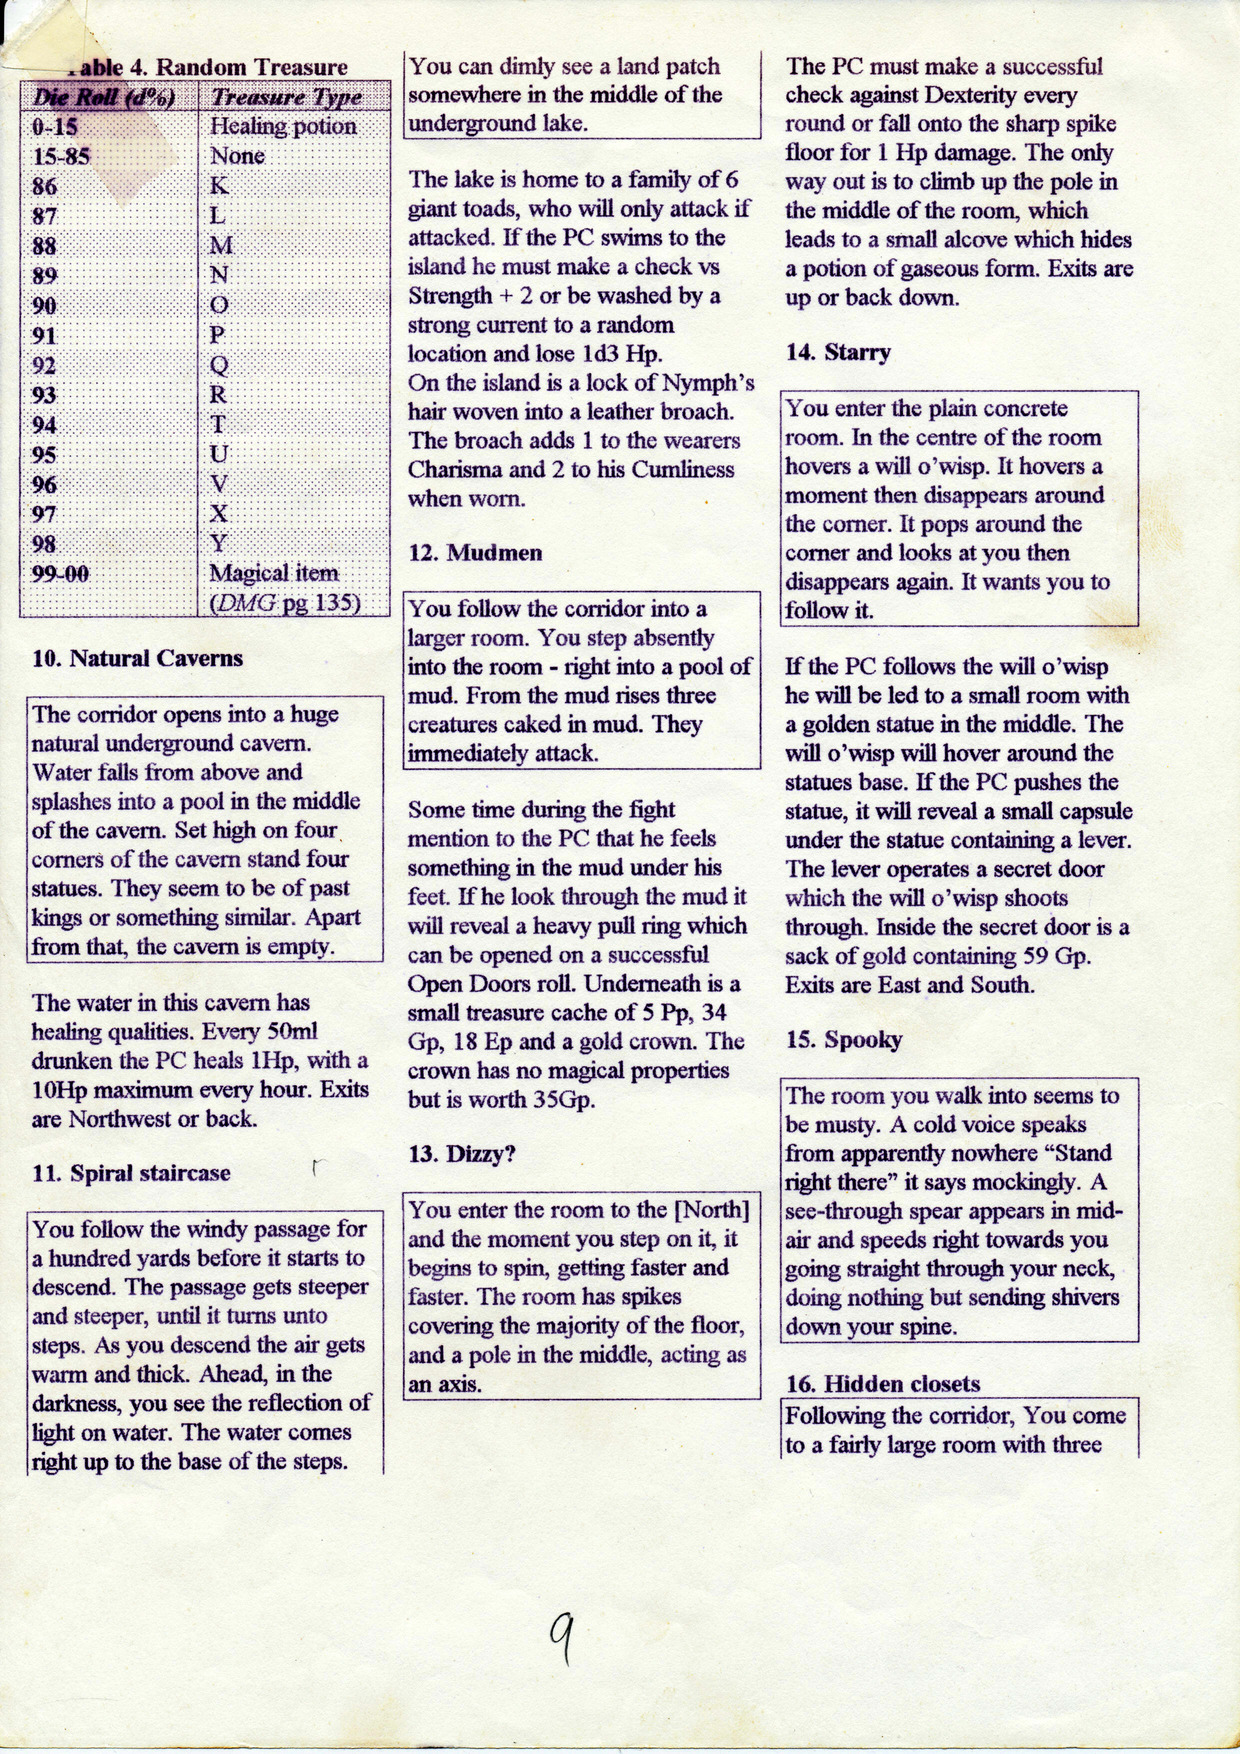 Table 4. Random Treasure
Die Roll (d%) Treasure Type
0-15 Healing potion
15-85 None
86 K
87 L
88 M
89 N
90 O
91 P
92 Q
93 R
94 T
95 U
96 V
97 X
98 Y
99-00 Magical item
(DMG pg 135)
10. Natural Caverns
The corridor opens into a huge
natural underground cavern.
Water falls from above and
splashes into a pool in the middle
of the cavern. Set high on four
corners of the cavern stand four
statues. They seem to be of past
kings or something similar. Apart
from that, the cavern is empty.
The water in this cavern has
healing qualities. Every 50ml
drunken the PC heals 1Hp, with a
10Hp maximum every hour. Exits
are Northwest or back.
11. Spiral staircase
You follow the windy passage for
a hundred yards before it starts to
descend. The passage gets steeper
and steeper, until it turns unto
steps. As you descend the air gets
warm and thick. Ahead, in the
darkness, you see the reflection of
light on water. The water comes
right up to the base of the steps.
You can dimly see a land patch
somewhere in the middle of the
underground lake.
The lake is home to a family of 6
giant toads, who will only attack if
attacked. If the PC swims to the
island he must make a check vs
Strength + 2 or be washed by a
strong current to a random
location and lose 1d3 Hp.
On the island is a lock of Nymph's
hair woven into a leather broach.
The broach adds 1 to the wearers
Charisma and 2 to his Cumliness
when worn.
12. Mudmen
You follow the corridor into a
larger room. You step absently
into the room - right into a pool of
mud. From the mud rises three
creatures caked in mud. They
immediately attack.
Some time during the fight
mention to the PC that he feels
something in the mud under his
feet. If he look through the mud it
will reveal a heavy pull ring which
can be opened on a successful
Open Doors roll. Underneath is a
small treasure cache of 5 Pp, 34
Gp, 18 Ep and a gold crown. The
crown has no magical properties
but is worth 35Gp.
13. Dizzy?
You enter the room to the [North]
and the moment you step on it, it
begins to spin, getting faster and
faster. The room has spikes
covering the majority of the floor,
and a pole in the middle, acting as
an axis.
The PC must make a successful
check against Dexterity every
round or fall onto the sharp spike
floor for 1 Hp damage. The only
way out is to climb up the pole in
the middle of the room, which
leads to a small alcove which hides
a potion of gaseous form. Exits are
up or back down.
14. Starry
You enter the plain concrete
room. In the centre of the room
hovers a will o'wisp. It hovers a
moment then disappears around
the corner. It pops around the
corner and looks at you then
disappears again. It wants you to
follow it.
If the PC follows the will o'wisp
he will be led to a small room with
a golden statue in the middle. The
will o'wisp will hover around the
statues base. If the PC pushes the
statue, it will reveal a small capsule
under the statue containing a lever.
The lever operates a secret door
which the will o'wisp shoots
through. Inside the secret door is a
sack of gold containing 59 Gp.
Exits are East and South.
15. Spooky
The room you walk into seems to
be musty. A cold voice speaks
from apparently nowhere “Stand
right there” it says mockingly. A
see-through spear appears in mid-
air and speeds right towards you
going straight through your neck,
doing nothing but sending shivers
down your spine.
16. Hidden closets
Following the corridor, You come
to a fairly large room with three
9